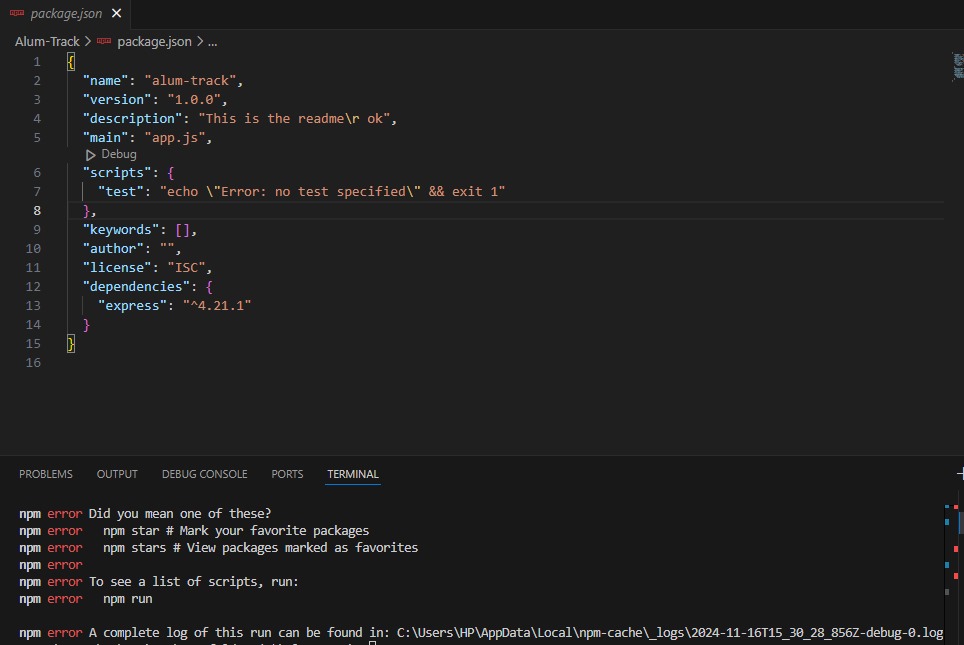 package.json ×
Alum-Track > package.json > ...
1 {
2 "name": "alum-track",
3 "version": "1.0.0",
4 "description": "This is the readme\r ok",
5 "main": "app.js",
Debug
6 "scripts": {
7 "test": "echo \"Error: no test specified\" && exit 1"
8 },
9 "keywords": [],
10 "author": "",
11 "license": "ISC",
12 "dependencies": {
13 "express": "^4.21.1"
14 }
15 }
16
PROBLEMS OUTPUT DEBUG CONSOLE PORTS TERMINAL
npm error Did you mean one of these?
npm error npm star # Mark your favorite packages
npm error npm stars # View packages marked as favorites
npm error
npm error To see a list of scripts, run:
npm error npm run
npm error A complete log of this run can be found in: C:\Users\HP\AppData\Local\npm-cache\_logs\2024-11-16T15_30_28_856Z-debug-0.log